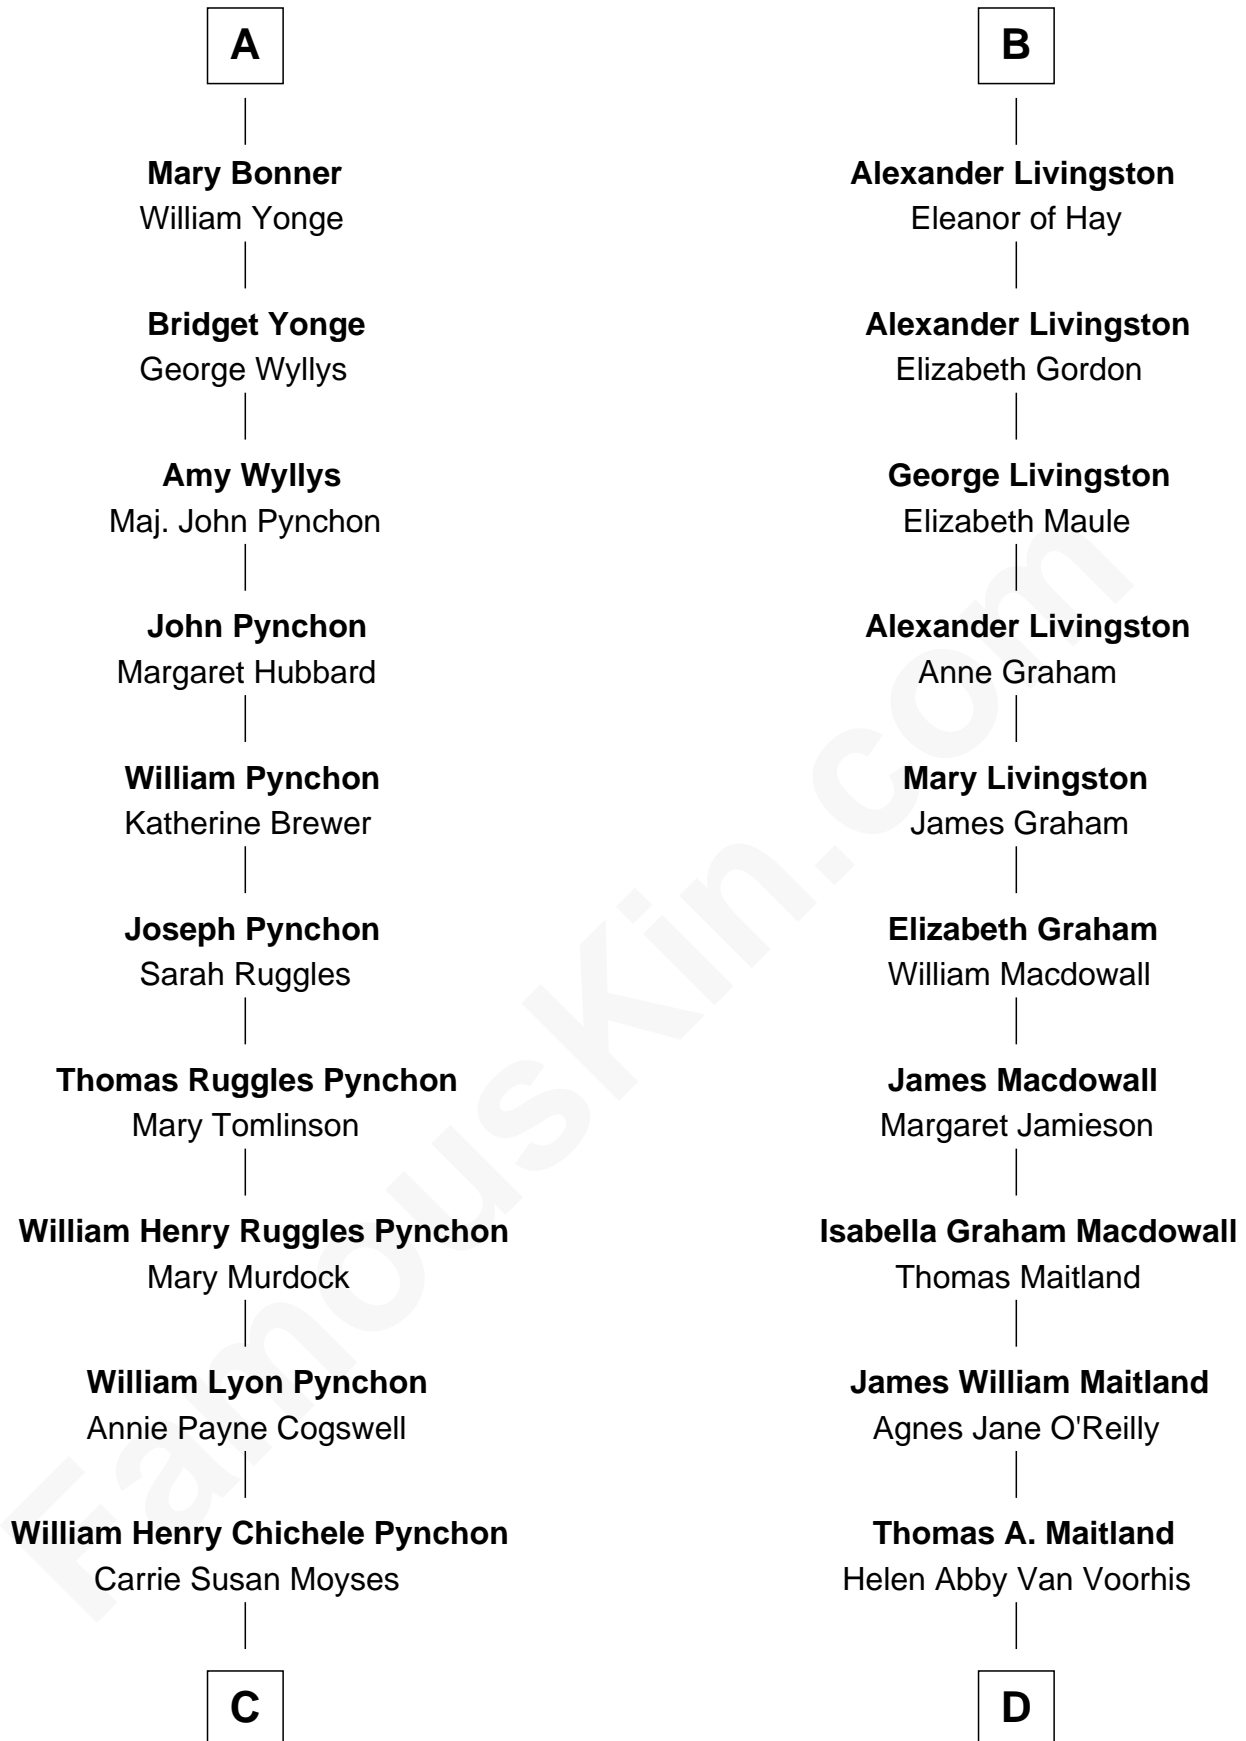 A
Mary Bonner
William Yonge
Bridget Yonge
George Wyllys
Amy Wyllys
Maj. John Pynchon
John Pynchon
Margaret Hubbard
William Pynchon
Katherine Brewer
Joseph Pynchon
Sarah Ruggles
Thomas Ruggles Pynchon
Mary Tomlinson
William Henry Ruggles Pynchon
Mary Murdock
William Lyon Pynchon
Annie Payne Cogswell
William Henry Chichele Pynchon
Carrie Susan Moyses
C
B
Alexander Livingston
Eleanor of Hay
Alexander Livingston
Elizabeth Gordon
George Livingston
Elizabeth Maule
Alexander Livingston
Anne Graham
Mary Livingston
James Graham
Elizabeth Graham
William Macdowall
James Macdowall
Margaret Jamieson
Isabella Graham Macdowall
Thomas Maitland
James William Maitland
Agnes Jane O'Reilly
Thomas A. Maitland
Helen Abby Van Voorhis
D
FamousKin.com